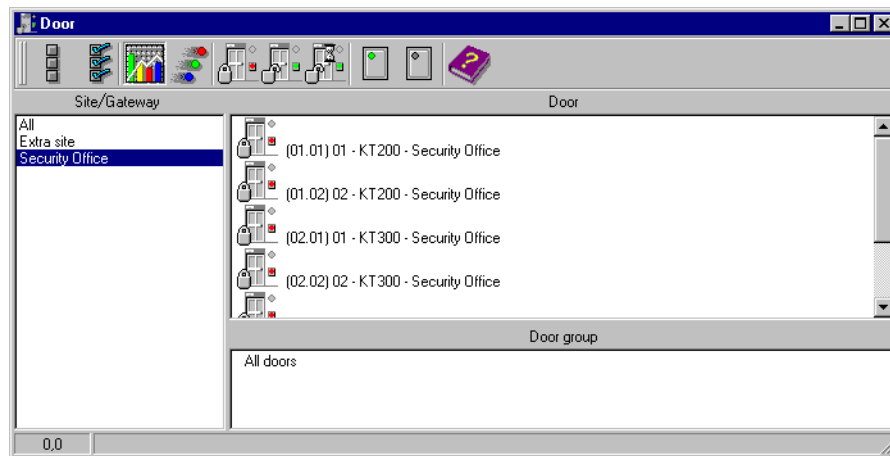 Door
Site/Gateway
Door
All
Extra site
Security Office
(01.01) 01 - KT200 - Security Office
(01.02) 02 - KT200 - Security Office
(02.01) 01 - KT300 - Security Office
(02.02) 02 - KT300 - Security Office
Door group
All doors
0,0